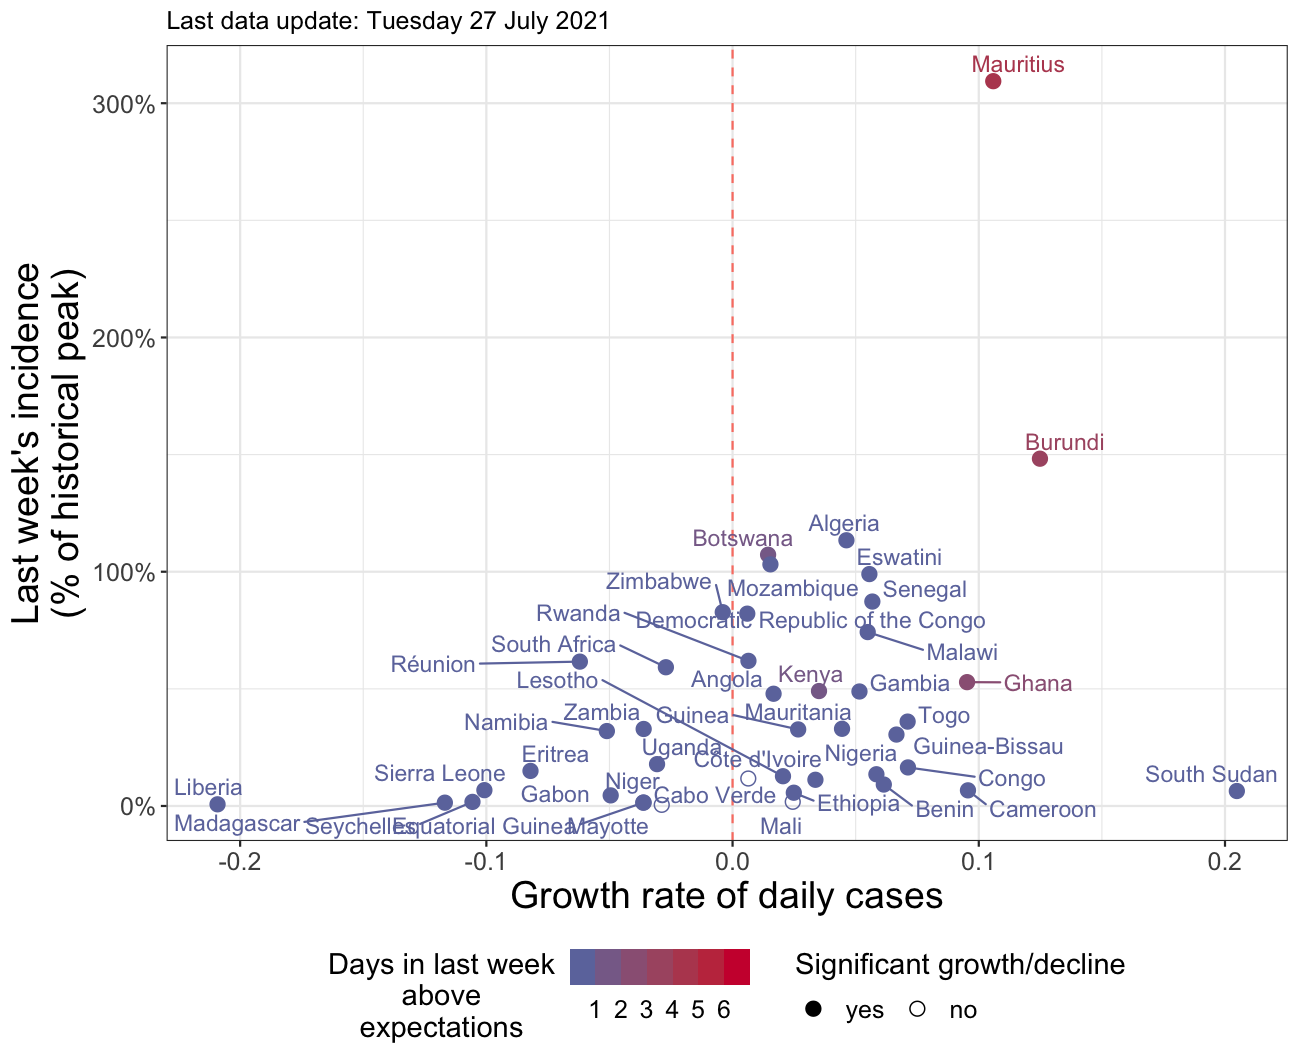 Last data update: Tuesday 27 July 2021
Last week's incidence
(% of historical peak)
300%
200%
100%
0%
Mauritius
Burundi
Algeria
Botswana
Eswatini
Zimbabwe
Mozambique
Senegal
Rwanda
Democratic Republic of the Congo
South Africa
Malawi
Réunion
Lesotho
Angola
Kenya
Gambia
Ghana
Namibia
Zambia
Guinea
Mauritania
Togo
Eritrea
Uganda
Côte d'Ivoire
Nigeria
Guinea-Bissau
Sierra Leone
Niger
Congo
South Sudan
Liberia
Gabon
Cabo Verde
Ethiopia
Benin
Cameroon
Madagascar
Seychelles
Equatorial Guinea
Mayotte
Mali
-0.2
-0.1
0.0
0.1
0.2
Growth rate of daily cases
Days in last week
above
expectations
1 2 3 4 5 6
Significant growth/decline
yes
no